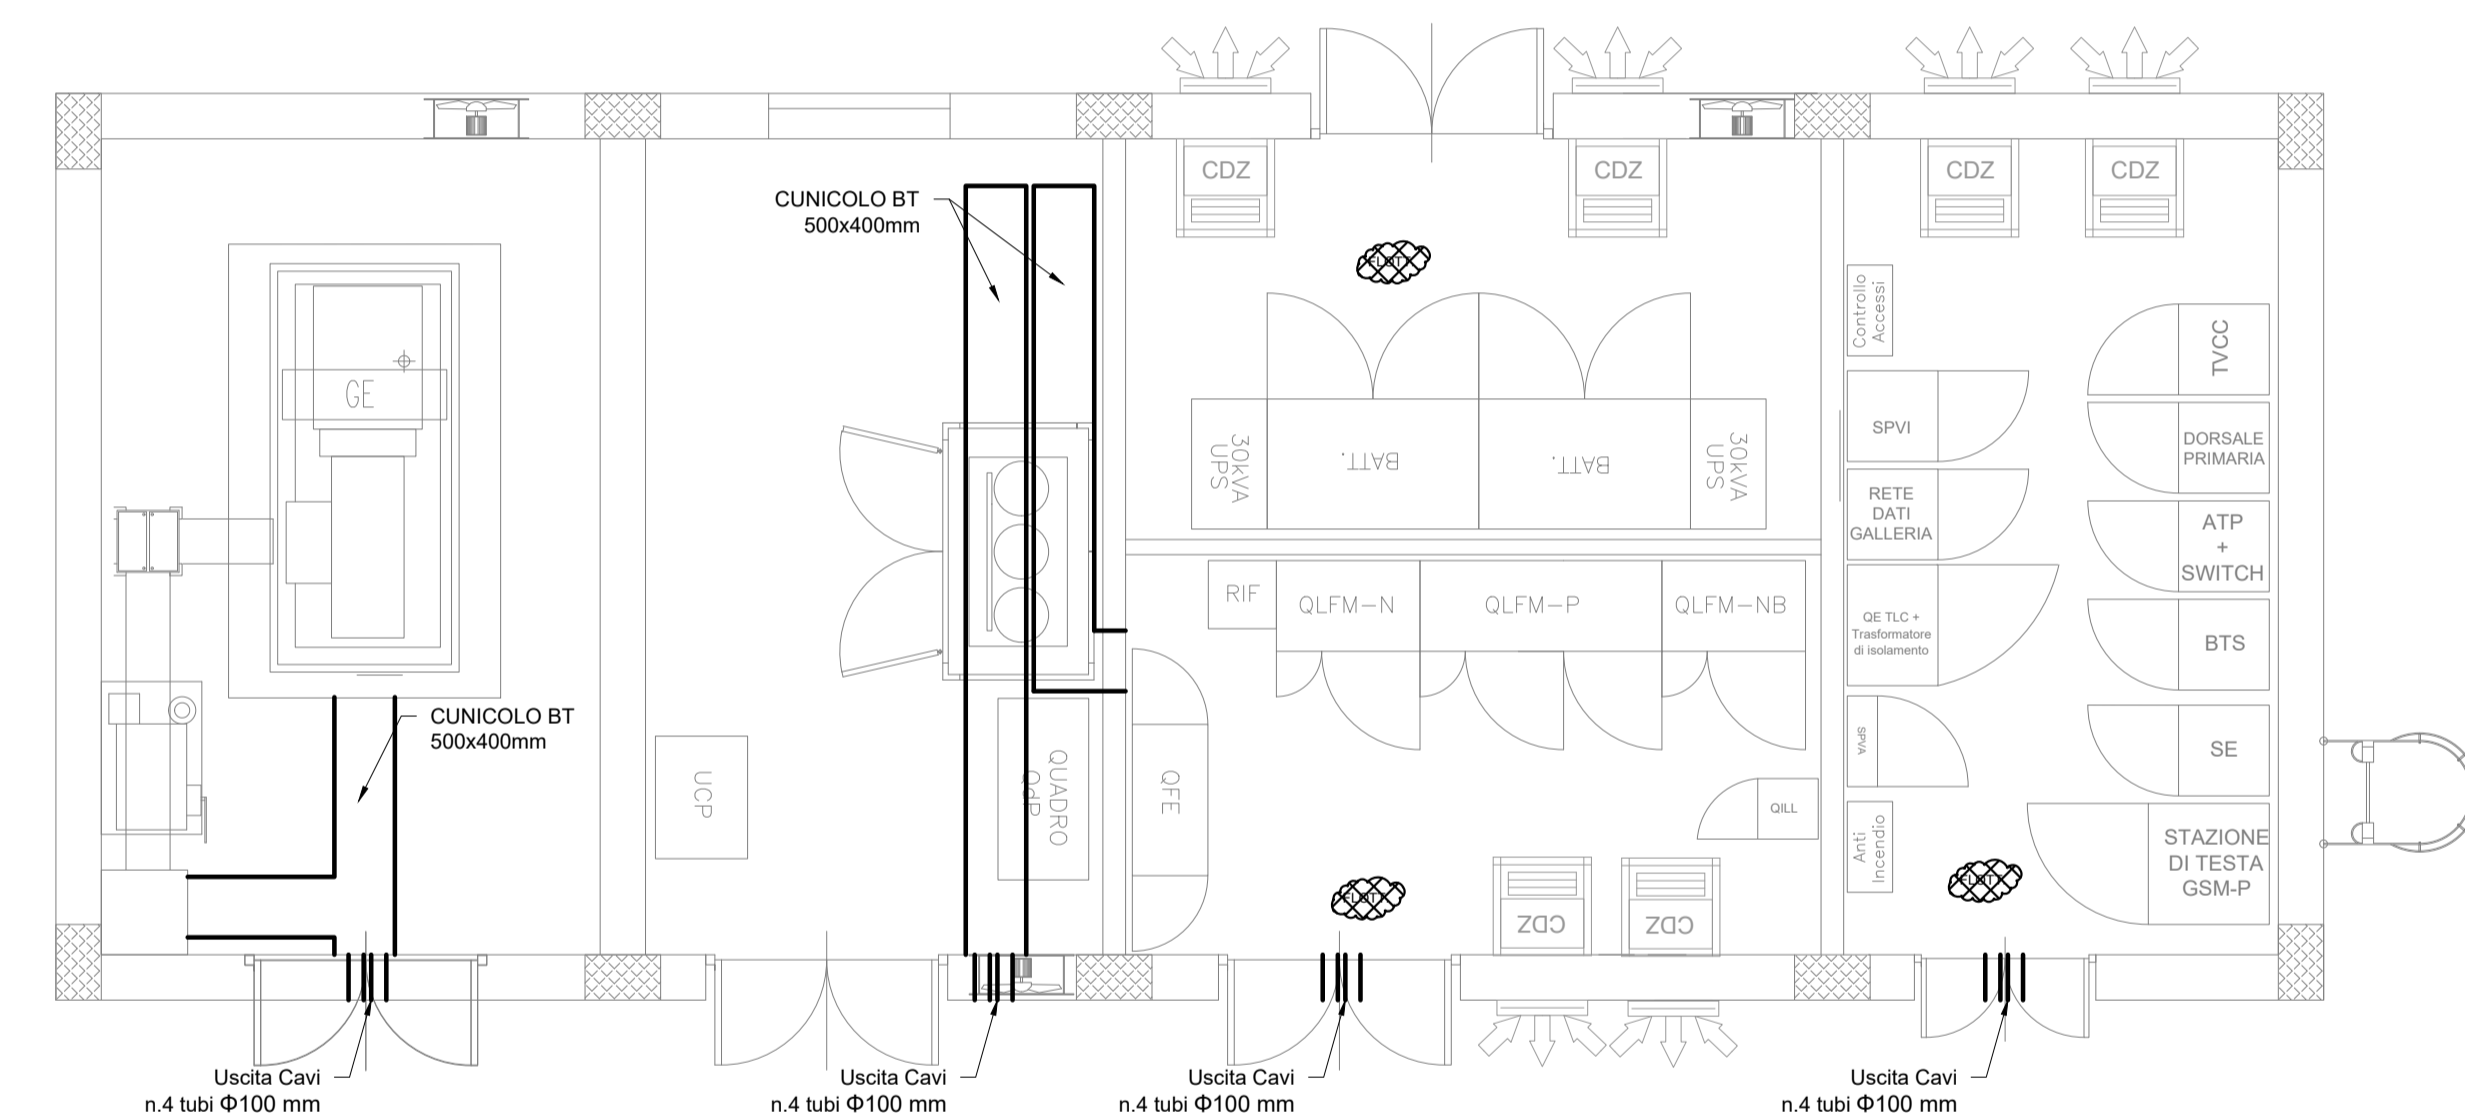 CDZ
CDZ
CDZ
CDZ
CUNICOLO BT
500x400mm
FLOTT.
Controllo
Accessi
TVCC
GE
SPVI
DORSALE
PRIMARIA
30kVA
UPS
BATT.
BATT.
30kVA
UPS
RETE
DATI
GALLERIA
ATP
+
SWITCH
RIF
QLFM-N
QLFM-P
QLFM-NB
QE TLC +
Trasformatore
di isolamento
BTS
CUNICOLO BT
500x400mm
SPVA
SE
UCP
QUADRO
QdP
QFE
QILL
Anti
Incendio
STAZIONE
DI TESTA
GSM-P
FLOTT.
FLOTT.
CDZ
CDZ
Uscita Cavi
n.4 tubi Φ100 mm
Uscita Cavi
n.4 tubi Φ100 mm
Uscita Cavi
n.4 tubi Φ100 mm
Uscita Cavi
n.4 tubi Φ100 mm